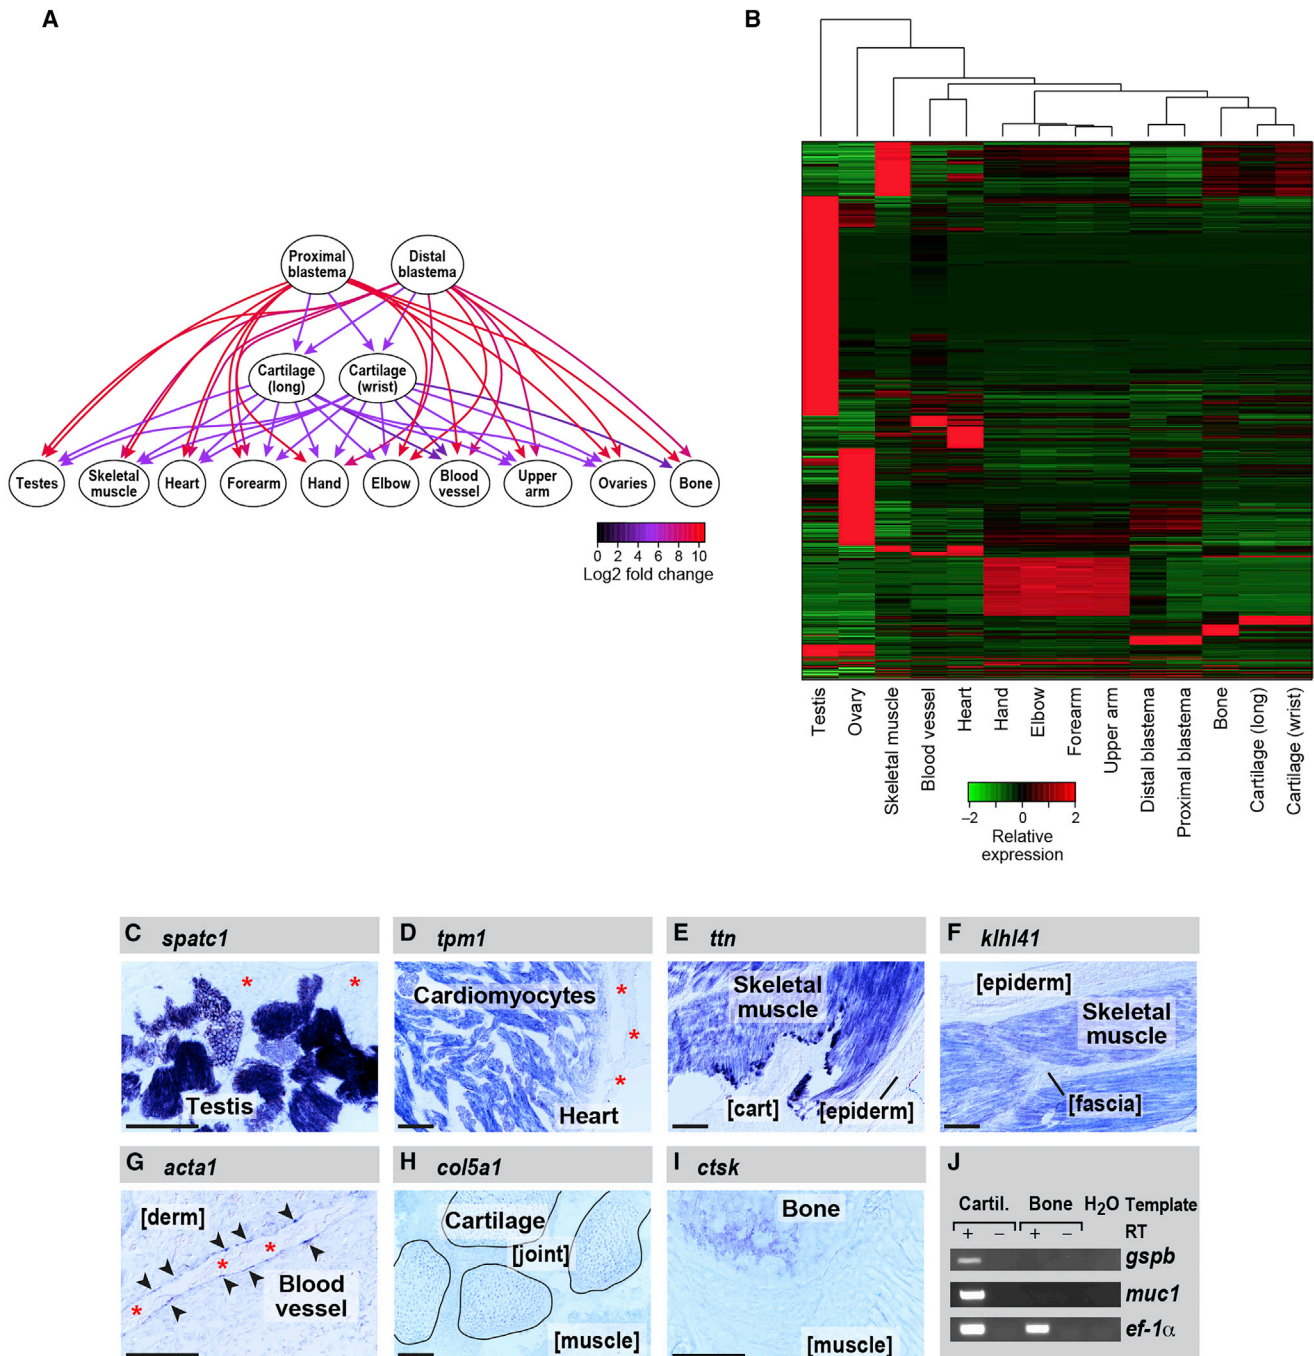 A
Proximal
blastema
Distal
blastema
Cartilage
(long)
Cartilage
(wrist)
Testes
Skeletal
muscle
Heart
Forearm
Hand
Elbow
Blood
vessel
Upper
arm
Ovaries
Bone
0 2 4 6 8 10
Log2 fold change
B
Testis
Ovary
Skeletal muscle
Blood vessel
Heart
Hand
Elbow
Forearm
Upper arm
Distal blastema
Proximal blastema
Bone
Cartilage (long)
Cartilage (wrist)
–2 0 2
Relative
expression
C spatc1
* *
Testis
D tpm1
Cardiomyocytes
*
*
*
Heart
E ttn
Skeletal
muscle
[cart] [epiderm]
F klhl41
[epiderm]
Skeletal
muscle
[fascia]
G acta1
[derm]
* *
*
Blood
vessel
H col5a1
Cartilage
[joint]
[muscle]
I ctsk
Bone
[muscle]
J
Cartil. Bone H2O Template
+ – + – RT
gspb
muc1
ef-1α